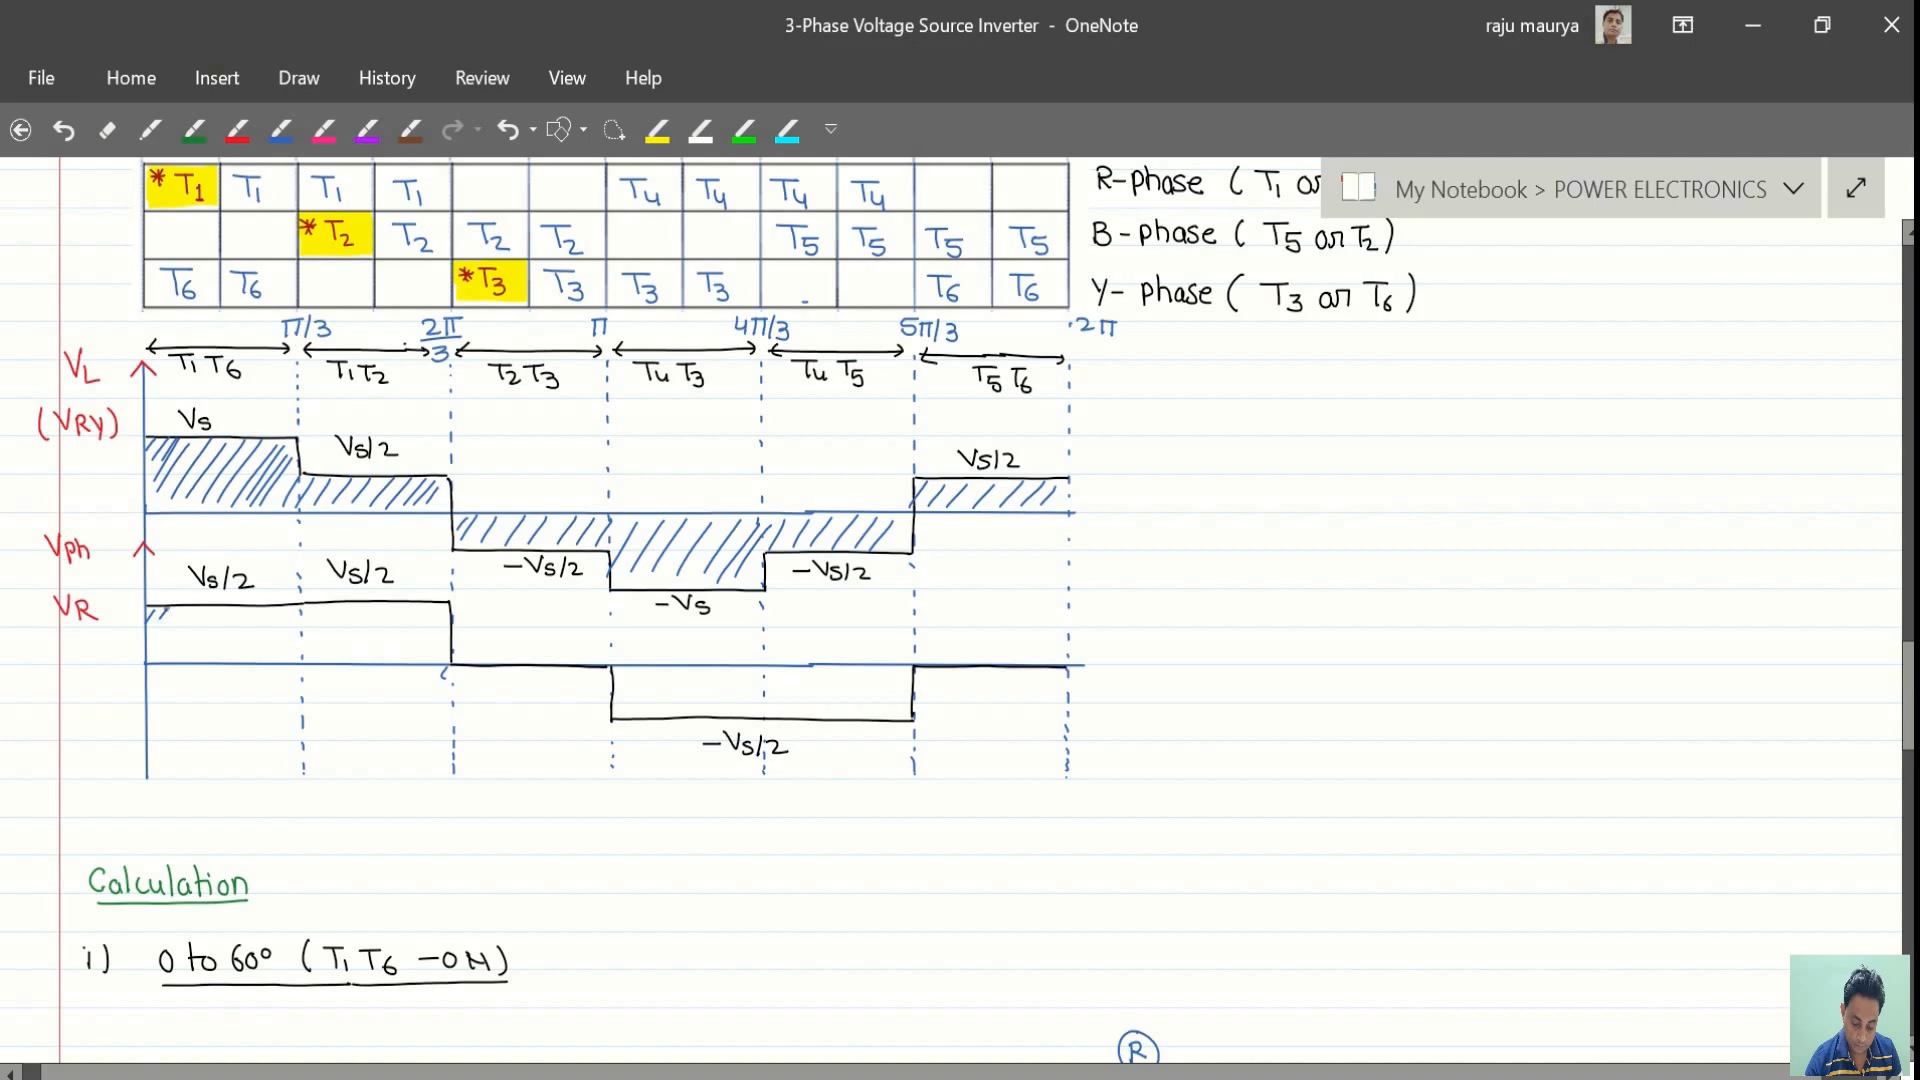 3-Phase Voltage Source Inverter - OneNote
raju maurya
File Home Insert Draw History Review View Help
My Notebook > POWER ELECTRONICS
*T1 T1 T1 T1 T4 T4 T4 T4
R-phase ( T1 or
*T2 T2 T2 T2 T5 T5 T5 T5
B-phase ( T5 or T2 )
T6 T6 *T3 T3 T3 T3 T6 T6
Y-phase ( T3 or T6 )
π/3 2π/3 π 4π/3 5π/3 2π
T1 T6 T1 T2 T2 T3 T4 T3 T4 T5 T5 T6
VL
(VRY)
Vs Vs/2 -Vs/2 -Vs -Vs/2 Vs/2
Vph
VR
Vs/2 Vs/2 -Vs/2
Calculation
i) 0 to 60° ( T1 T6 - ON )
R